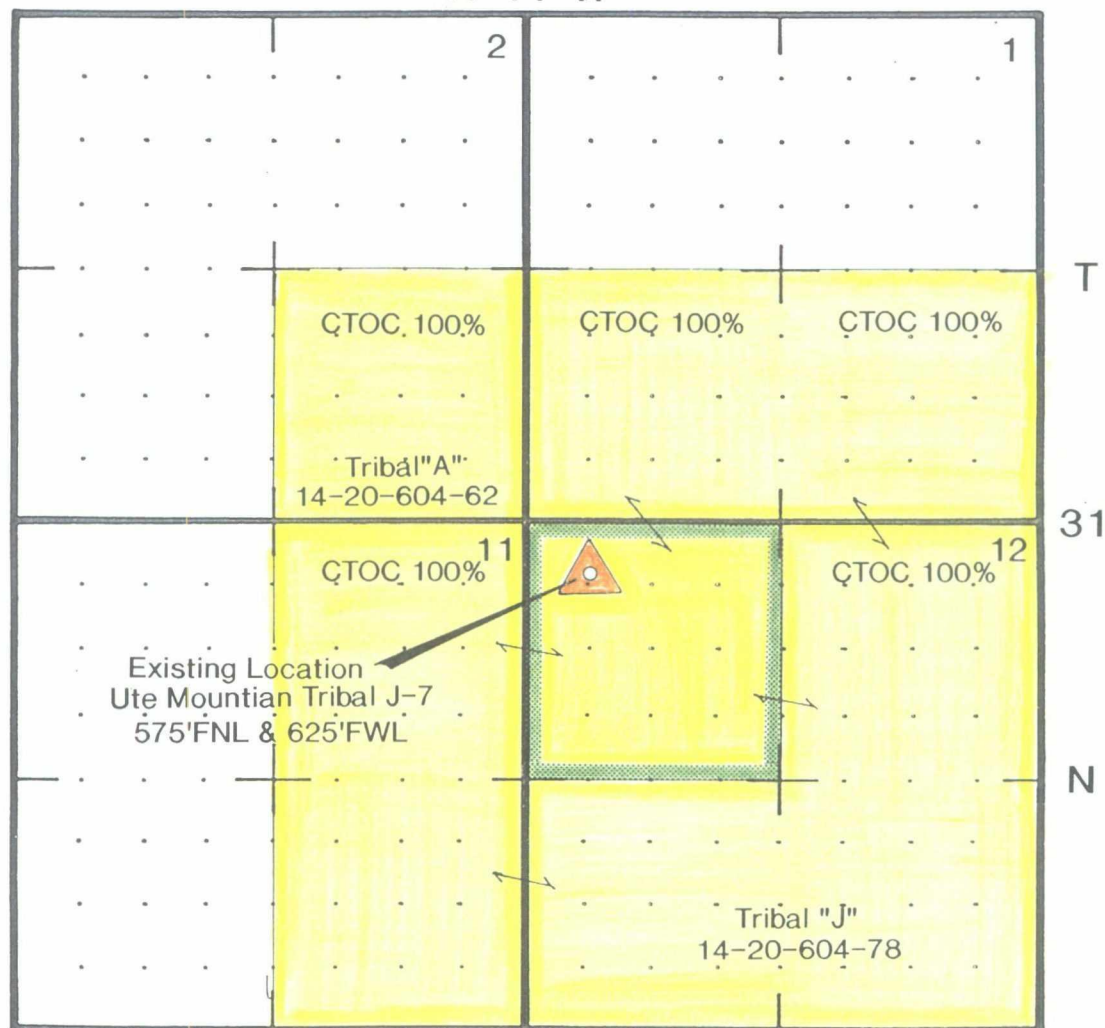 2
1
T
CTOC 100%
CTOC 100%
CTOC 100%
Tribal "A"
14-20-604-62
31
11
12
CTOC 100%
CTOC 100%
Existing Location
Ute Mountian Tribal J-7
575'FNL & 625'FWL
N
Tribal "J"
14-20-604-78